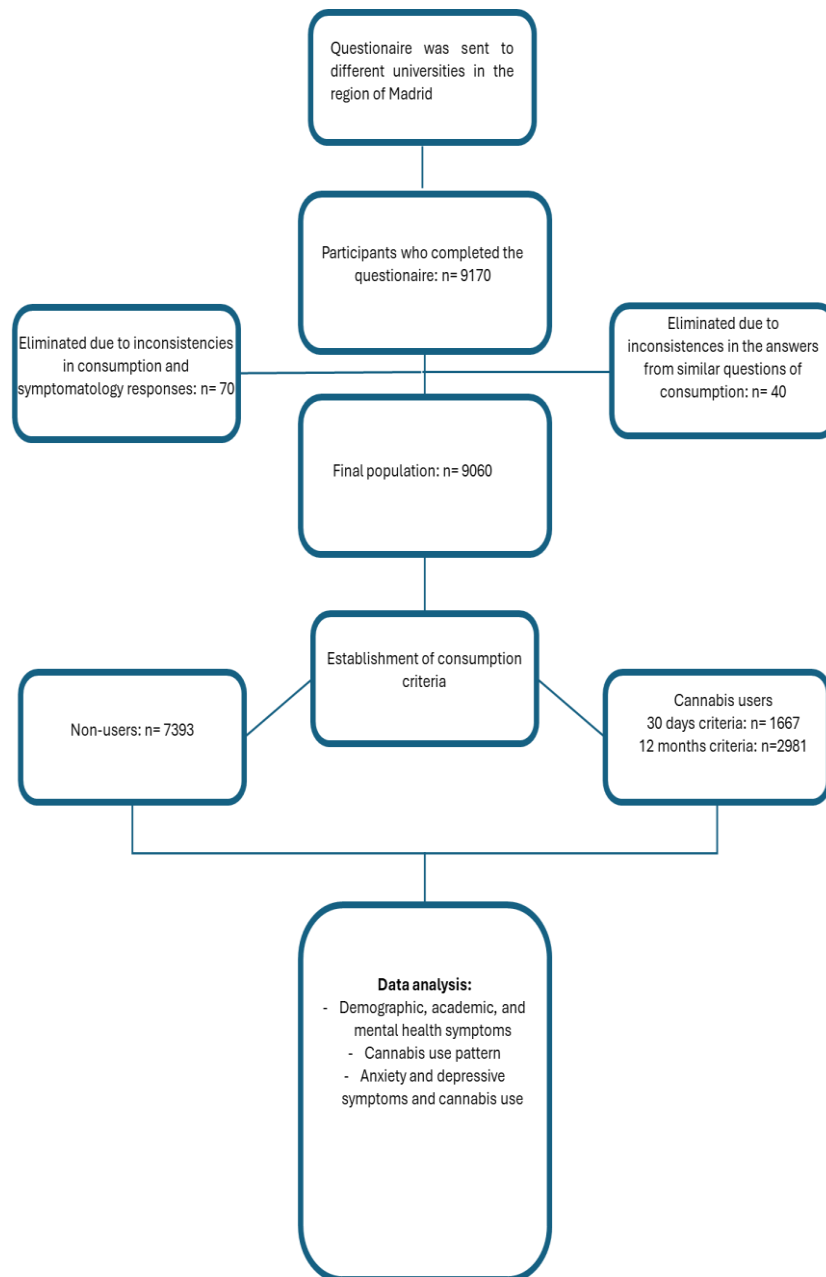 Questionaire was sent to
different universities in the
region of Madrid
Participants who completed the
questionaire: n= 9170
Eliminated due to inconsistencies
in consumption and
symptomatology responses: n= 70
Eliminated due to
inconsistences in the answers
from similar questions of
consumption: n= 40
Final population: n= 9060
Establishment of consumption
criteria
Non-users: n= 7393
Cannabis users
30 days criteria: n= 1667
12 months criteria: n=2981
Data analysis:
- Demographic, academic, and
mental health symptoms
- Cannabis use pattern
- Anxiety and depressive
symptoms and cannabis use